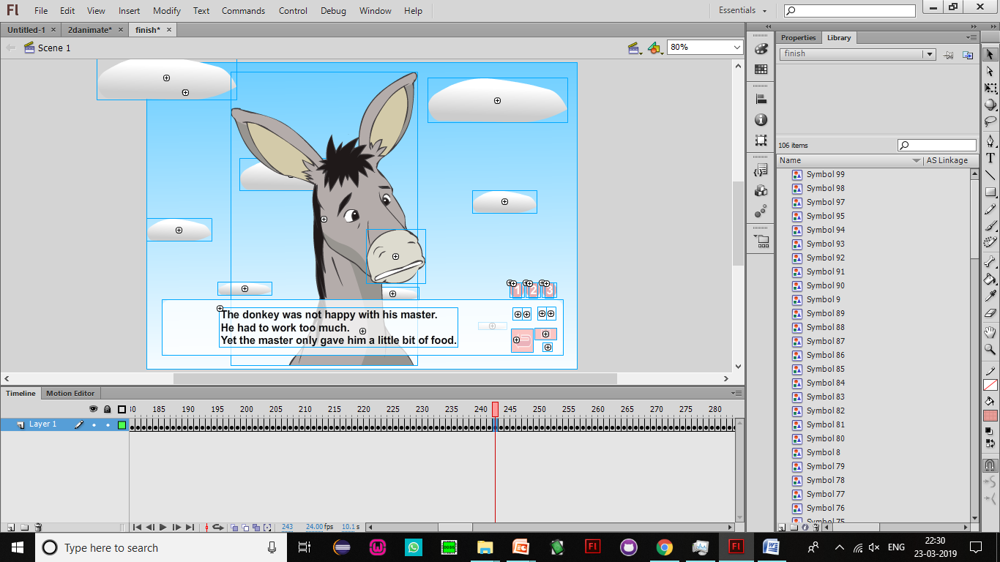 Fl File Edit View Insert Modify Text Commands Control Debug Window Help Essentials
Untitled-1 × 2danimate* × finish* ×
Scene 1 80%
Properties Library
finish
106 items
Name AS Linkage
Symbol 99
Symbol 98
Symbol 97
Symbol 95
Symbol 94
Symbol 93
Symbol 92
Symbol 91
Symbol 90
Symbol 9
Symbol 89
Symbol 88
Symbol 87
Symbol 86
Symbol 85
Symbol 84
Symbol 83
Symbol 82
Symbol 81
Symbol 80
Symbol 8
Symbol 79
Symbol 78
Symbol 77
Symbol 76
Symbol 75
1 2 3
The donkey was not happy with his master.
He had to work too much.
Yet the master only gave him a little bit of food.
Timeline Motion Editor
185 190 195 200 205 210 215 220 225 230 235 240 245 250 255 260 265 270 275 280
Layer 1
243 24.00 fps 10.1 s
Type here to search
ENG
22:30
23-03-2019